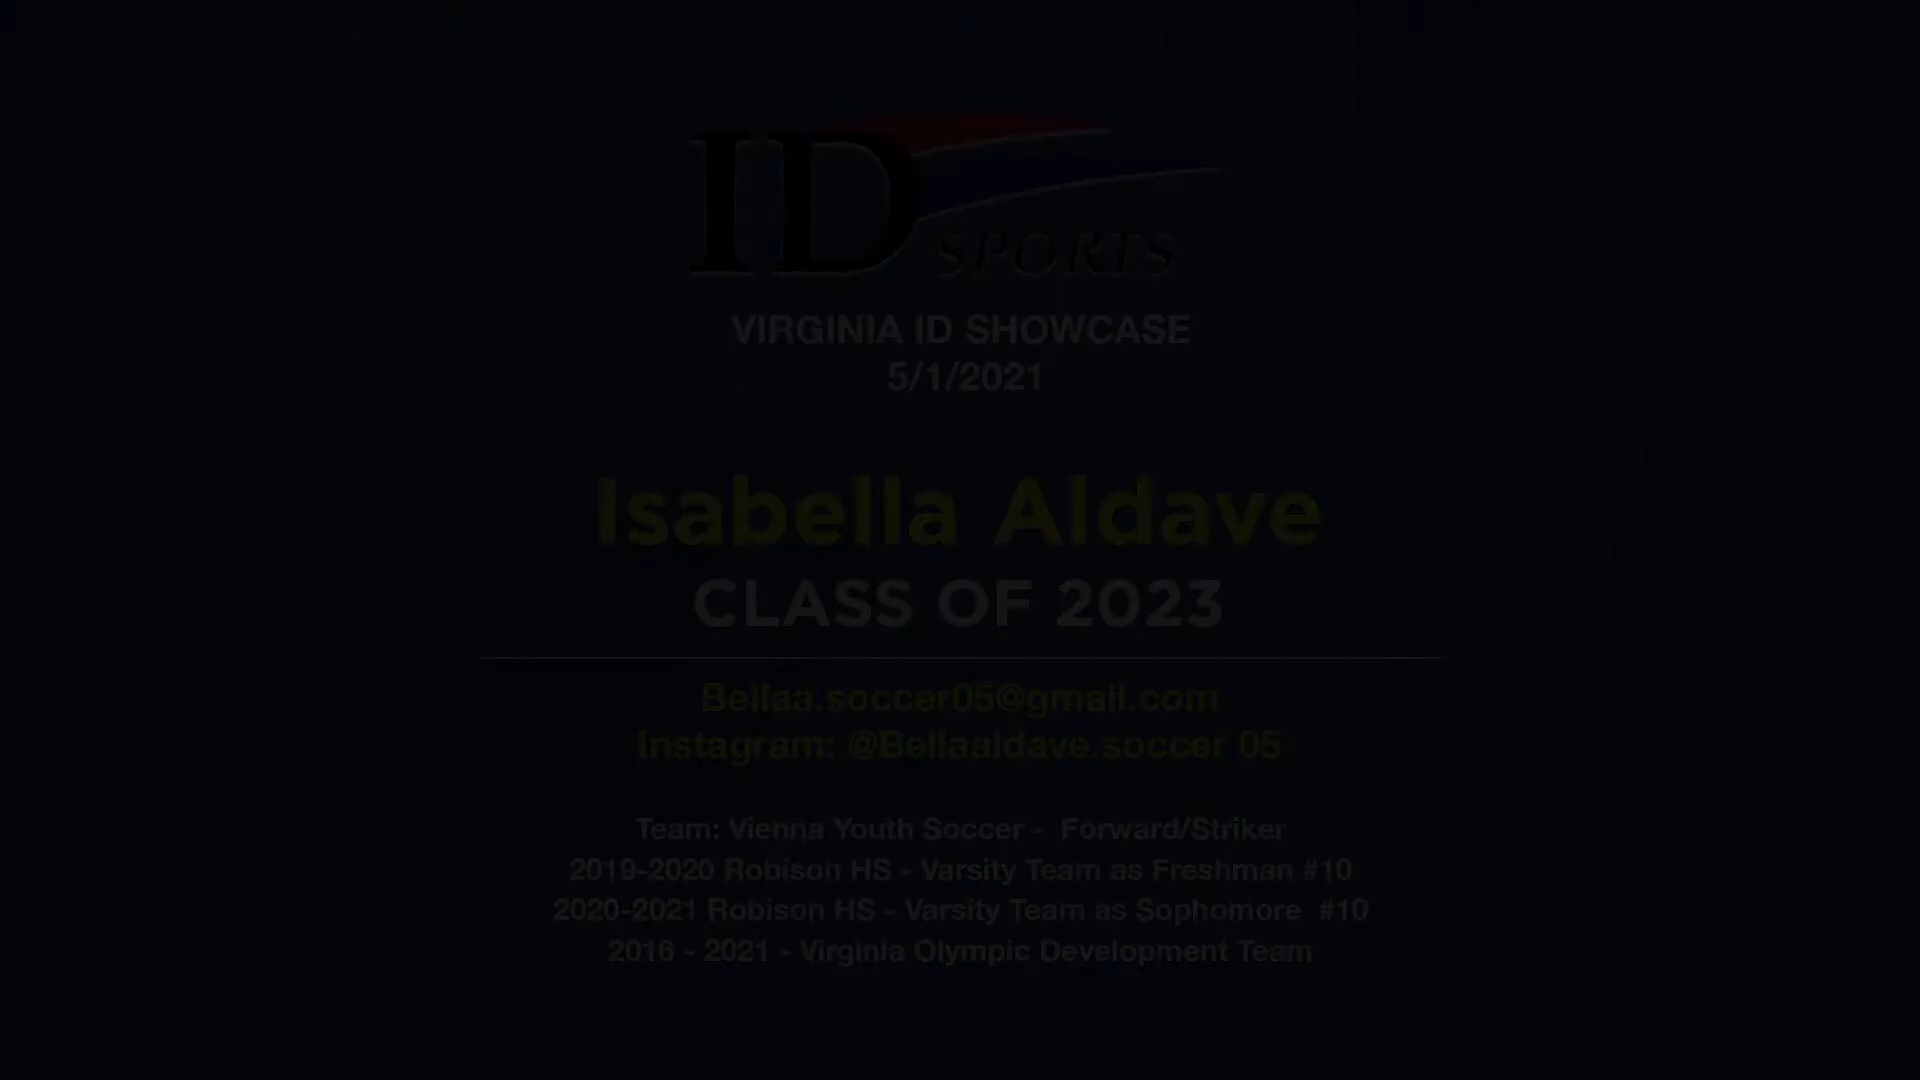 ID SPORTS
VIRGINIA ID SHOWCASE
5/1/2021
Isabella Aldave
CLASS OF 2023
Bellaa.soccer05@gmail.com
Instagram: @Bellaaldave.soccer 05
Team: Vienna Youth Soccer -  Forward/Striker
2019-2020 Robison HS - Varsity Team as Freshman #10
2020-2021 Robison HS - Varsity Team as Sophomore  #10
2016 - 2021 - Virginia Olympic Development Team